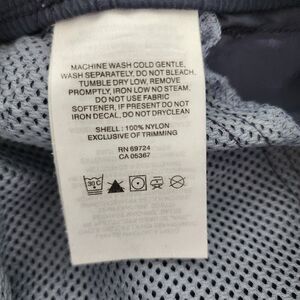 MACHINE WASH COLD GENTLE,
WASH SEPARATELY, DO NOT BLEACH.
TUMBLE DRY LOW, REMOVE
PROMPTLY, IRON LOW NO STEAM.
DO NOT USE FABRIC
SOFTENER, IF PRESENT DO NOT
IRON DECAL, DO NOT DRYCLEAN
SHELL : 100% NYLON
EXCLUSIVE OF TRIMMING
RN 69724
CA 05367
30°C